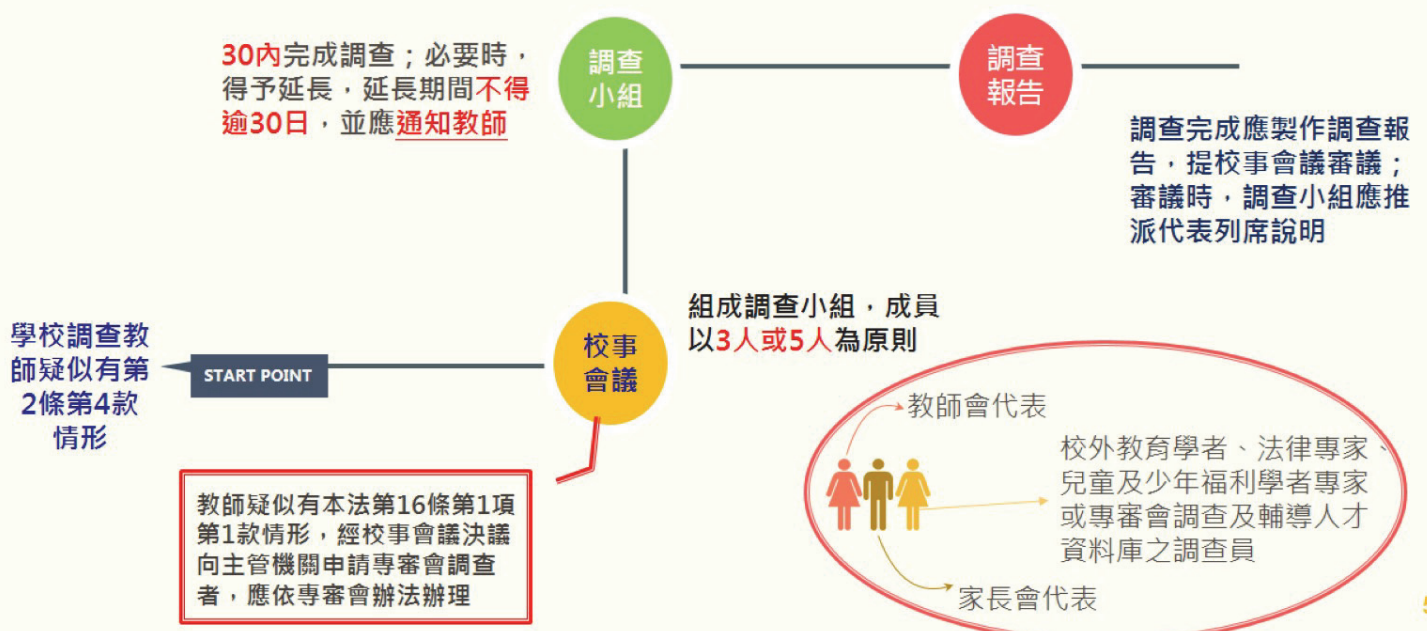 30內完成調查；必要時，
得予延長，延長期間不得
逾30日，並應通知教師
調查
小組
調查
報告
調查完成應製作調查報
告，提校事會議審議；
審議時，調查小組應推
派代表列席說明
學校調查教
師疑似有第
2條第4款
情形
START POINT
校事
會議
組成調查小組，成員
以3人或5人為原則
教師疑似有本法第16條第1項
第1款情形，經校事會議決議
向主管機關申請專審會調查
者，應依專審會辦法辦理
教師會代表
校外教育學者、法律專家、
兒童及少年福利學者專家
或專審會調查及輔導人才
資料庫之調查員
家長會代表